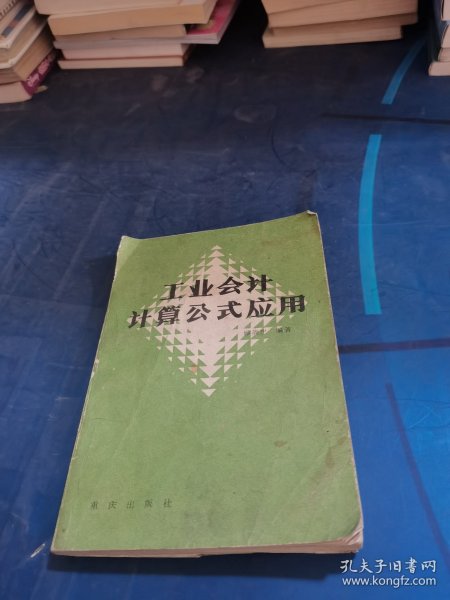 工业会计
计算公式应用
编著
重庆出版社
孔夫子旧书网
www.kongfz.com